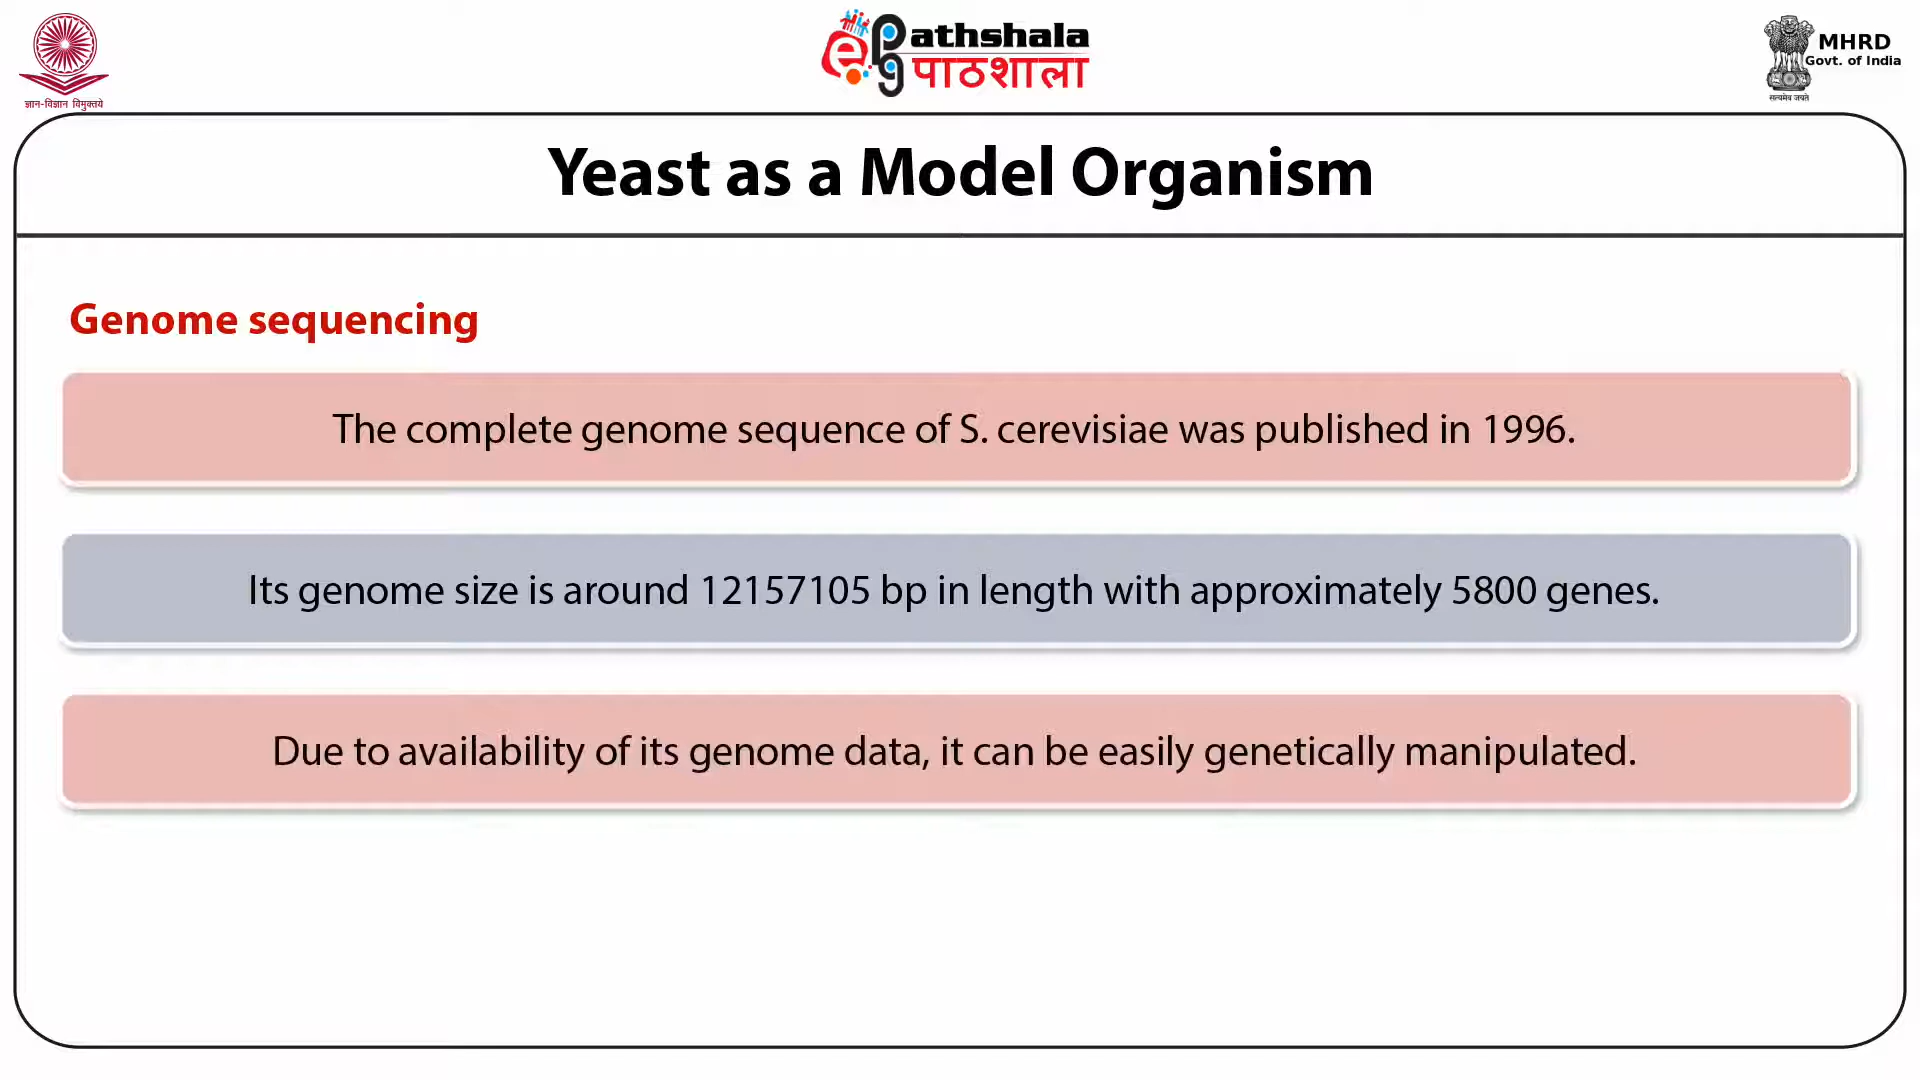 ज्ञान-विज्ञान विमुक्तये
ePGathshala
पाठशाला
MHRD
Govt. of India
सत्यमेव जयते
Yeast as a Model Organism
Genome sequencing
The complete genome sequence of S. cerevisiae was published in 1996.
Its genome size is around 12157105 bp in length with approximately 5800 genes.
Due to availability of its genome data, it can be easily genetically manipulated.